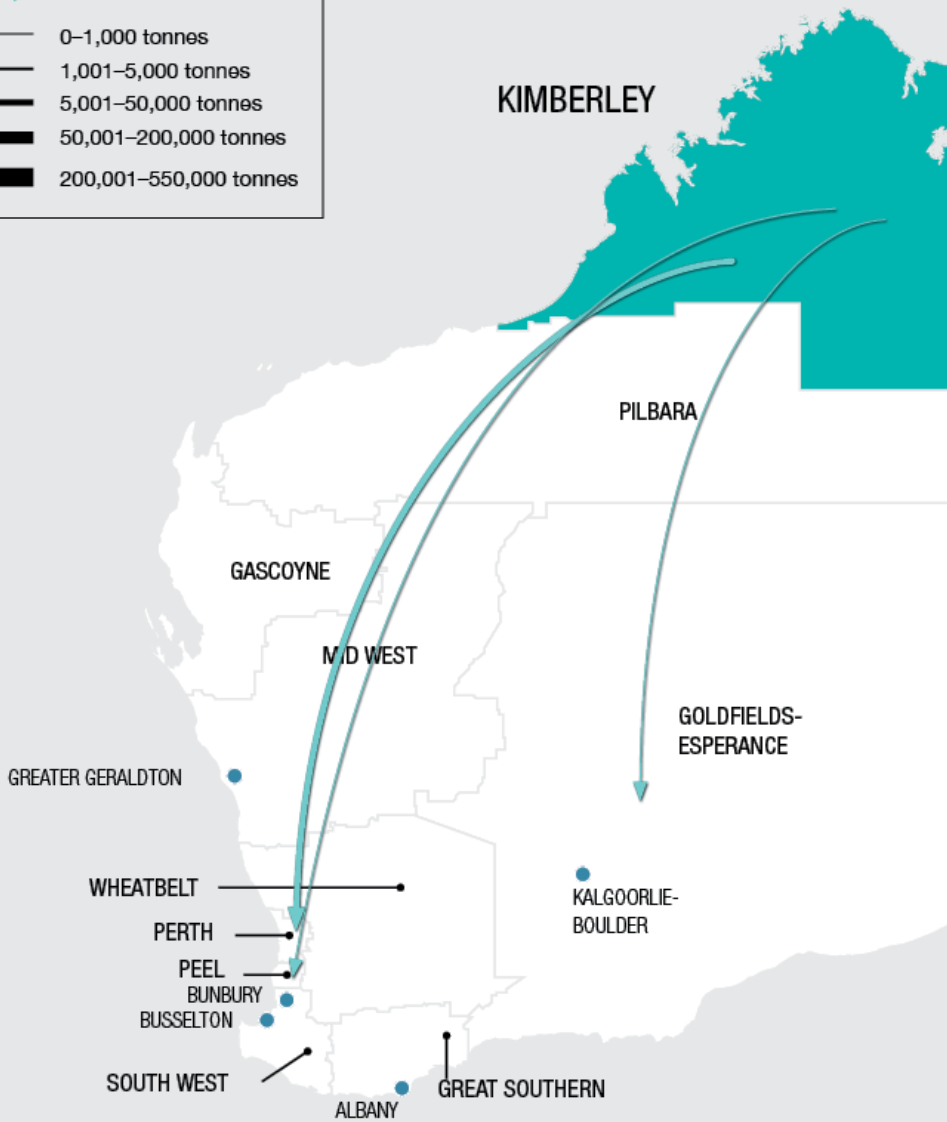 0–1,000 tonnes
1,001–5,000 tonnes
5,001–50,000 tonnes
50,001–200,000 tonnes
200,001–550,000 tonnes
KIMBERLEY
PILBARA
GASCOYNE
MID WEST
GOLDFIELDS-
ESPERANCE
GREATER GERALDTON
WHEATBELT
KALGOORLIE-
BOULDER
PERTH
PEEL
BUNBURY
BUSSELTON
SOUTH WEST
GREAT SOUTHERN
ALBANY